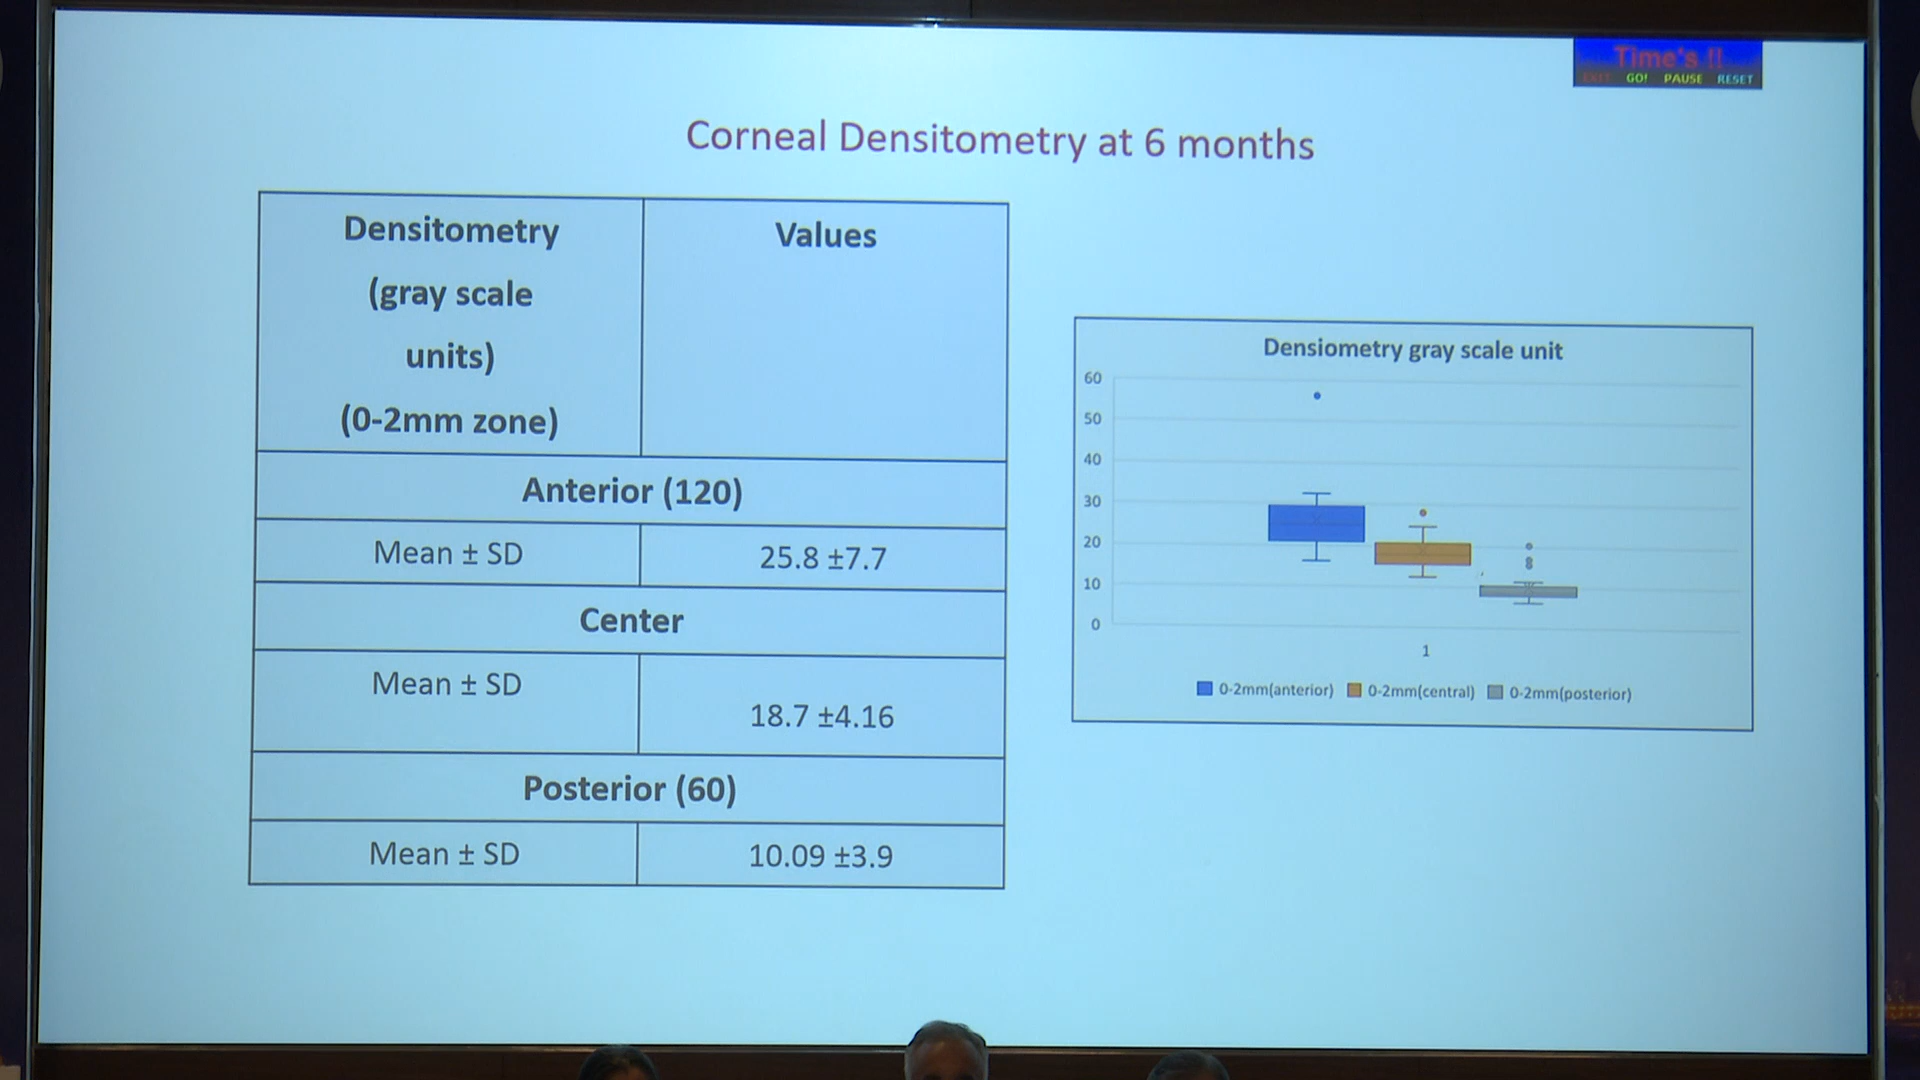 Time's !!
EXIT GO! PAUSE RESET
Corneal Densitometry at 6 months
Densitometry
(gray scale
units)
(0-2mm zone)
Values
Anterior (120)
Mean ± SD
25.8 ±7.7
Center
Mean ± SD
18.7 ±4.16
Posterior (60)
Mean ± SD
10.09 ±3.9
Densiometry gray scale unit
60
50
40
30
20
10
0
1
0-2mm(anterior) 0-2mm(central) 0-2mm(posterior)